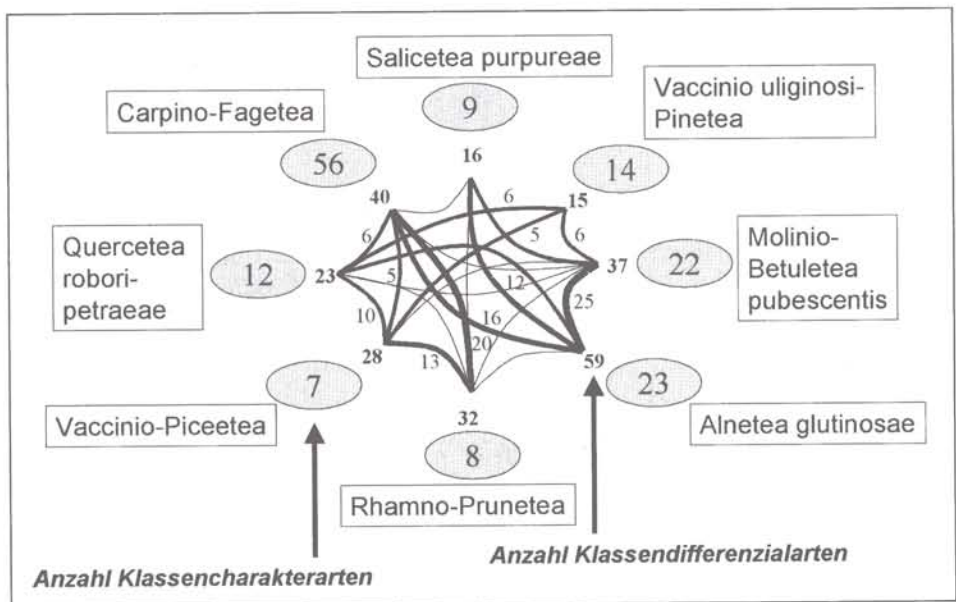 Salicetea purpureae
Carpino-Fagetea
Vaccinio uliginosi-
Pinetea
9
56
14
16
40
6
15
Quercetea
robori-
petraeae
12
23
6
5
6
37
22
Molinio-
Betuletea
pubescentis
5
12
25
10
16
28
13
20
59
7
23
Vaccinio-Piceetea
32
Alnetea glutinosae
8
Rhamno-Prunetea
Anzahl Klassencharakterarten
Anzahl Klassendifferenzialarten